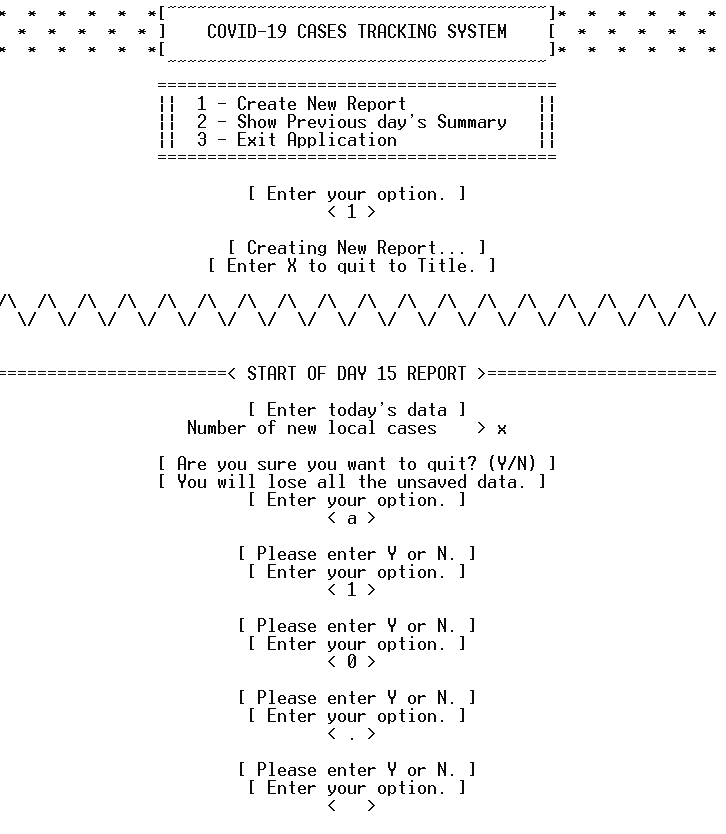 * * * * *[~~~~~~~~~~~~~~~~~~~~~~~~~~~~~~~~~~~~~~]* * * * *
* * * * ] COVID-19 CASES TRACKING SYSTEM [ * * * *
* * * * *[~~~~~~~~~~~~~~~~~~~~~~~~~~~~~~~~~~~~~~]* * * * *
========================================
|| 1 - Create New Report ||
|| 2 - Show Previous day's Summary ||
|| 3 - Exit Application ||
========================================
[ Enter your option. ]
< 1 >
[ Creating New Report... ]
[ Enter X to quit to Title. ]
/\ /\ /\ /\ /\ /\ /\ /\ /\ /\ /\ /\ /\ /\ /\ /\ /\ /\
\/ \/ \/ \/ \/ \/ \/ \/ \/ \/ \/ \/ \/ \/ \/ \/ \/ \/
=======================< START OF DAY 15 REPORT >=======================
[ Enter today's data ]
Number of new local cases > x
[ Are you sure you want to quit? (Y/N) ]
[ You will lose all the unsaved data. ]
[ Enter your option. ]
< a >
[ Please enter Y or N. ]
[ Enter your option. ]
< 1 >
[ Please enter Y or N. ]
[ Enter your option. ]
< 0 >
[ Please enter Y or N. ]
[ Enter your option. ]
< . >
[ Please enter Y or N. ]
[ Enter your option. ]
< >